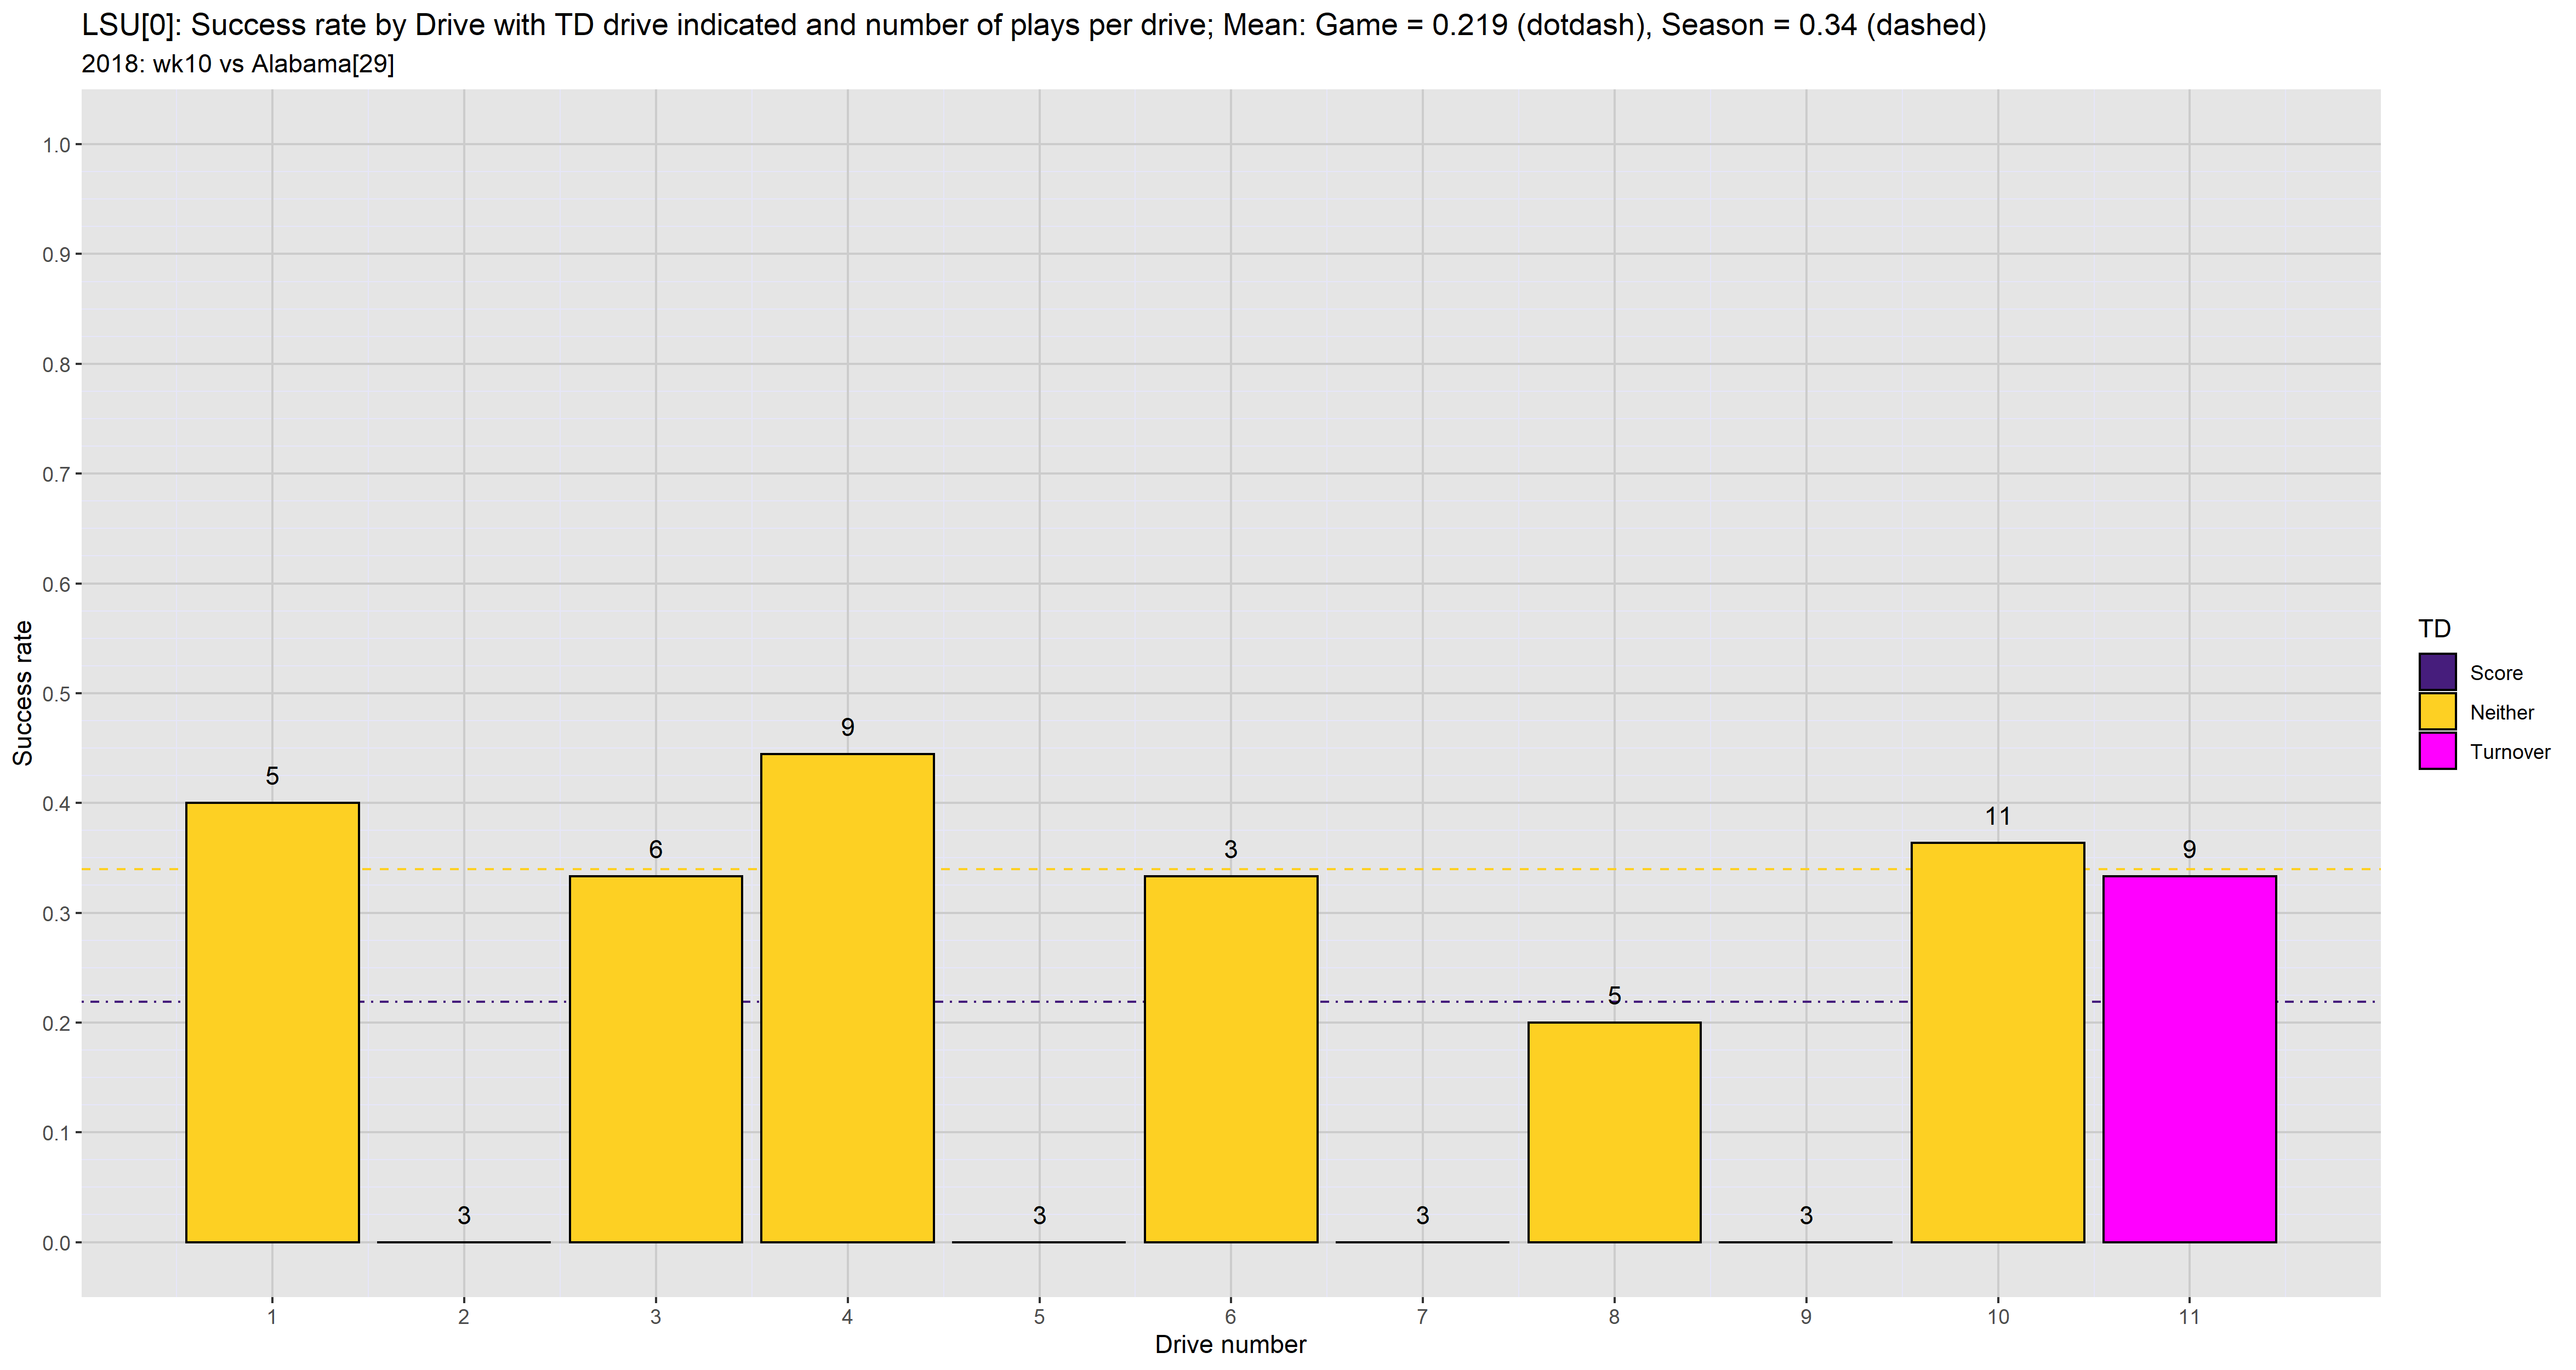 LSU[0]: Success rate by Drive with TD drive indicated and number of plays per drive; Mean: Game = 0.219 (dotdash), Season = 0.34 (dashed)
2018: wk10 vs Alabama[29]
Success rate
1.0
0.9
0.8
0.7
0.6
0.5
0.4
0.3
0.2
0.1
0.0
5
3
6
9
3
3
3
5
3
11
9
1 2 3 4 5 6 7 8 9 10 11
Drive number
TD
Score
Neither
Turnover